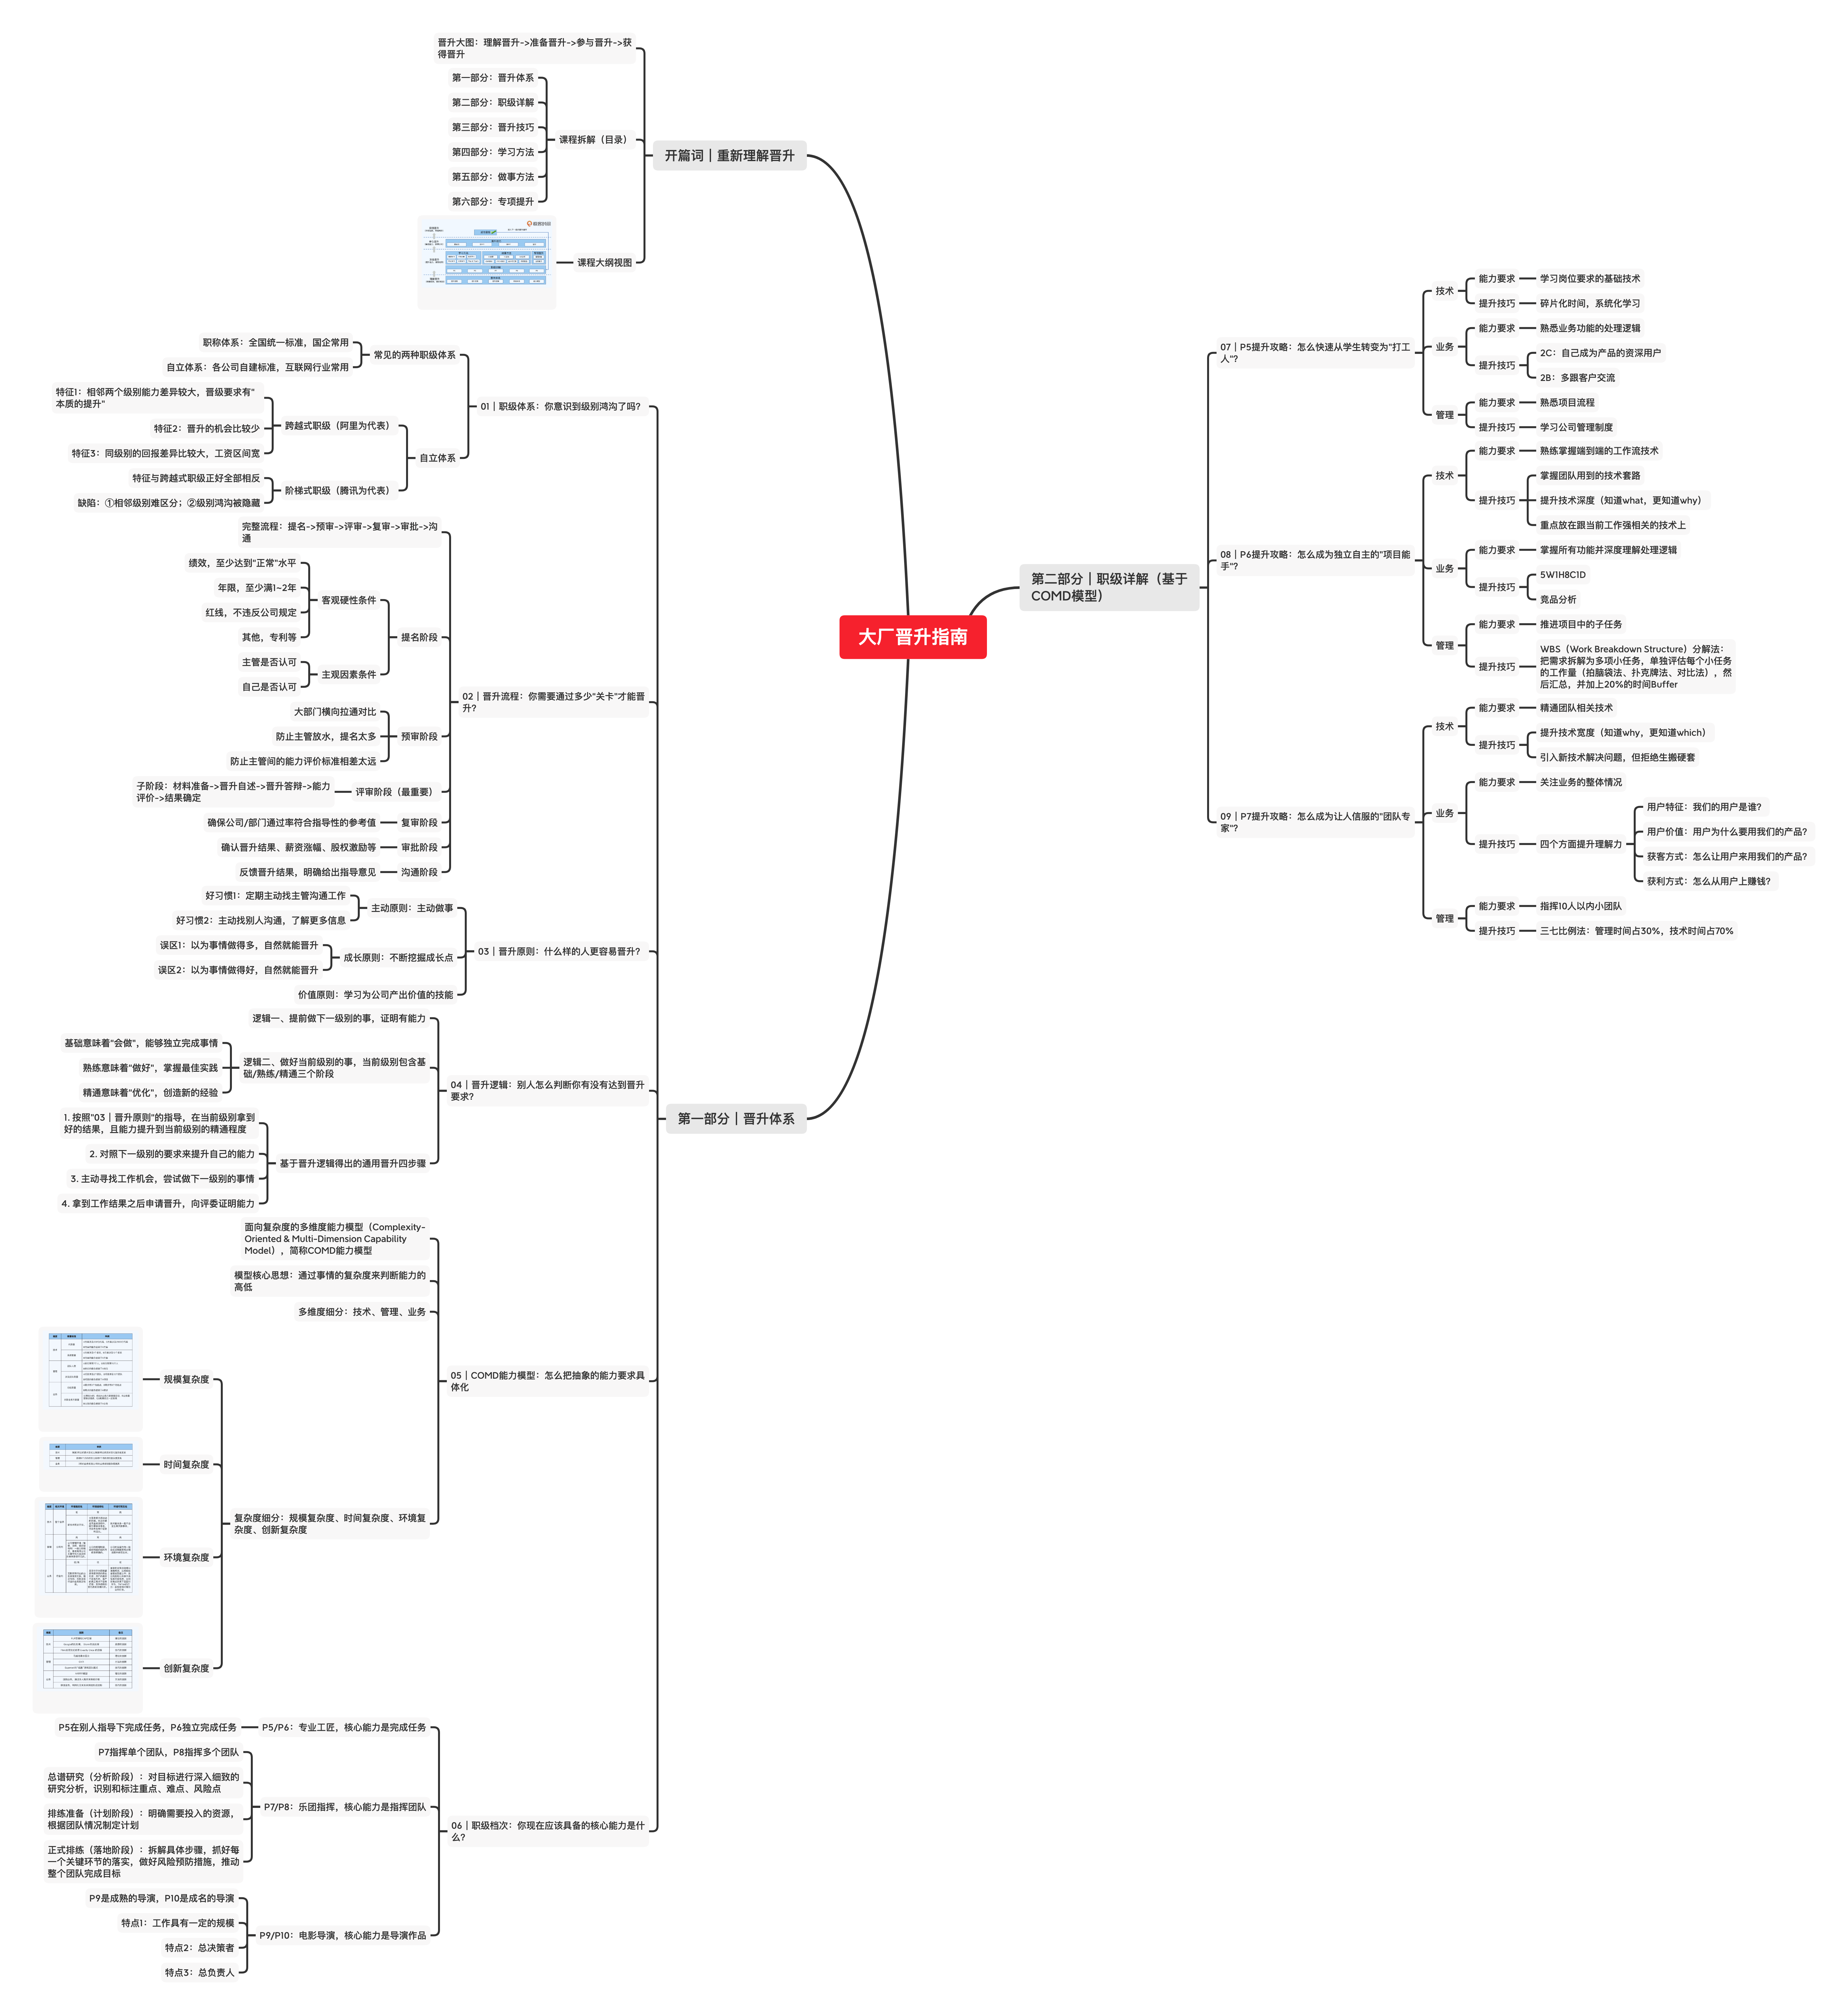 大厂晋升指南
开篇词｜重新理解晋升
晋升大图：理解晋升->准备晋升->参与晋升->获
得晋升
课程拆解（目录）
第一部分：晋升体系
第二部分：职级详解
第三部分：晋升技巧
第四部分：学习方法
第五部分：做事方法
第六部分：专项提升
课程大纲视图
极客时间
第一部分｜晋升体系
01｜职级体系：你意识到级别鸿沟了吗？
常见的两种职级体系
职称体系：全国统一标准，国企常用
自立体系：各公司自建标准，互联网行业常用
自立体系
跨越式职级（阿里为代表）
特征1：相邻两个级别能力差异较大，晋级要求有"
本质的提升"
特征2：晋升的机会比较少
特征3：同级别的回报差异比较大，工资区间宽
阶梯式职级（腾讯为代表）
特征与跨越式职级正好全部相反
缺陷：①相邻级别难区分；②级别鸿沟被隐藏
02｜晋升流程：你需要通过多少"关卡"才能晋
升？
完整流程：提名->预审->评审->复审->审批->沟
通
提名阶段
客观硬性条件
绩效，至少达到"正常"水平
年限，至少满1~2年
红线，不违反公司规定
其他，专利等
主观因素条件
主管是否认可
自己是否认可
预审阶段
大部门横向拉通对比
防止主管放水，提名太多
防止主管间的能力评价标准相差太远
评审阶段（最重要）
子阶段：材料准备->晋升自述->晋升答辩->能力
评价->结果确定
复审阶段
确保公司/部门通过率符合指导性的参考值
审批阶段
确认晋升结果、薪资涨幅、股权激励等
沟通阶段
反馈晋升结果，明确给出指导意见
03｜晋升原则：什么样的人更容易晋升？
主动原则：主动做事
好习惯1：定期主动找主管沟通工作
好习惯2：主动找别人沟通，了解更多信息
成长原则：不断挖掘成长点
误区1：以为事情做得多，自然就能晋升
误区2：以为事情做得好，自然就能晋升
价值原则：学习为公司产出价值的技能
04｜晋升逻辑：别人怎么判断你有没有达到晋升
要求？
逻辑一、提前做下一级别的事，证明有能力
逻辑二、做好当前级别的事，当前级别包含基
础/熟练/精通三个阶段
基础意味着"会做"，能够独立完成事情
熟练意味着"做好"，掌握最佳实践
精通意味着"优化"，创造新的经验
基于晋升逻辑得出的通用晋升四步骤
1. 按照"03｜晋升原则"的指导，在当前级别拿到
好的结果，且能力提升到当前级别的精通程度
2. 对照下一级别的要求来提升自己的能力
3. 主动寻找工作机会，尝试做下一级别的事情
4. 拿到工作结果之后申请晋升，向评委证明能力
05｜COMD能力模型：怎么把抽象的能力要求具
体化
面向复杂度的多维度能力模型（Complexity-
Oriented & Multi-Dimension Capability
Model），简称COMD能力模型
模型核心思想：通过事情的复杂度来判断能力的
高低
多维度细分：技术、管理、业务
复杂度细分：规模复杂度、时间复杂度、环境复
杂度、创新复杂度
规模复杂度
时间复杂度
环境复杂度
创新复杂度
06｜职级档次：你现在应该具备的核心能力是什
么？
P5/P6：专业工匠，核心能力是完成任务
P5在别人指导下完成任务，P6独立完成任务
P7/P8：乐团指挥，核心能力是指挥团队
P7指挥单个团队，P8指挥多个团队
总谱研究（分析阶段）：对目标进行深入细致的
研究分析，识别和标注重点、难点、风险点
排练准备（计划阶段）：明确需要投入的资源，
根据团队情况制定计划
正式排练（落地阶段）：拆解具体步骤，抓好每
一个关键环节的落实，做好风险预防措施，推动
整个团队完成目标
P9/P10：电影导演，核心能力是导演作品
P9是成熟的导演，P10是成名的导演
特点1：工作具有一定的规模
特点2：总决策者
特点3：总负责人
第二部分｜职级详解（基于
COMD模型）
07｜P5提升攻略：怎么快速从学生转变为"打工
人"？
技术
能力要求
学习岗位要求的基础技术
提升技巧
碎片化时间，系统化学习
业务
能力要求
熟悉业务功能的处理逻辑
提升技巧
2C：自己成为产品的资深用户
2B：多跟客户交流
管理
能力要求
熟悉项目流程
提升技巧
学习公司管理制度
08｜P6提升攻略：怎么成为独立自主的"项目能
手"？
技术
能力要求
熟练掌握端到端的工作流技术
提升技巧
掌握团队用到的技术套路
提升技术深度（知道what，更知道why）
重点放在跟当前工作强相关的技术上
业务
能力要求
掌握所有功能并深度理解处理逻辑
提升技巧
5W1H8C1D
竞品分析
管理
能力要求
推进项目中的子任务
提升技巧
WBS（Work Breakdown Structure）分解法：
把需求拆解为多项小任务，单独评估每个小任务
的工作量（拍脑袋法、扑克牌法、对比法），然
后汇总，并加上20%的时间Buffer
09｜P7提升攻略：怎么成为让人信服的"团队专
家"？
技术
能力要求
精通团队相关技术
提升技巧
提升技术宽度（知道why，更知道which）
引入新技术解决问题，但拒绝生搬硬套
业务
能力要求
关注业务的整体情况
提升技巧
四个方面提升理解力
用户特征：我们的用户是谁？
用户价值：用户为什么要用我们的产品？
获客方式：怎么让用户来用我们的产品？
获利方式：怎么从用户上赚钱？
管理
能力要求
指挥10人以内小团队
提升技巧
三七比例法：管理时间占30%，技术时间占70%